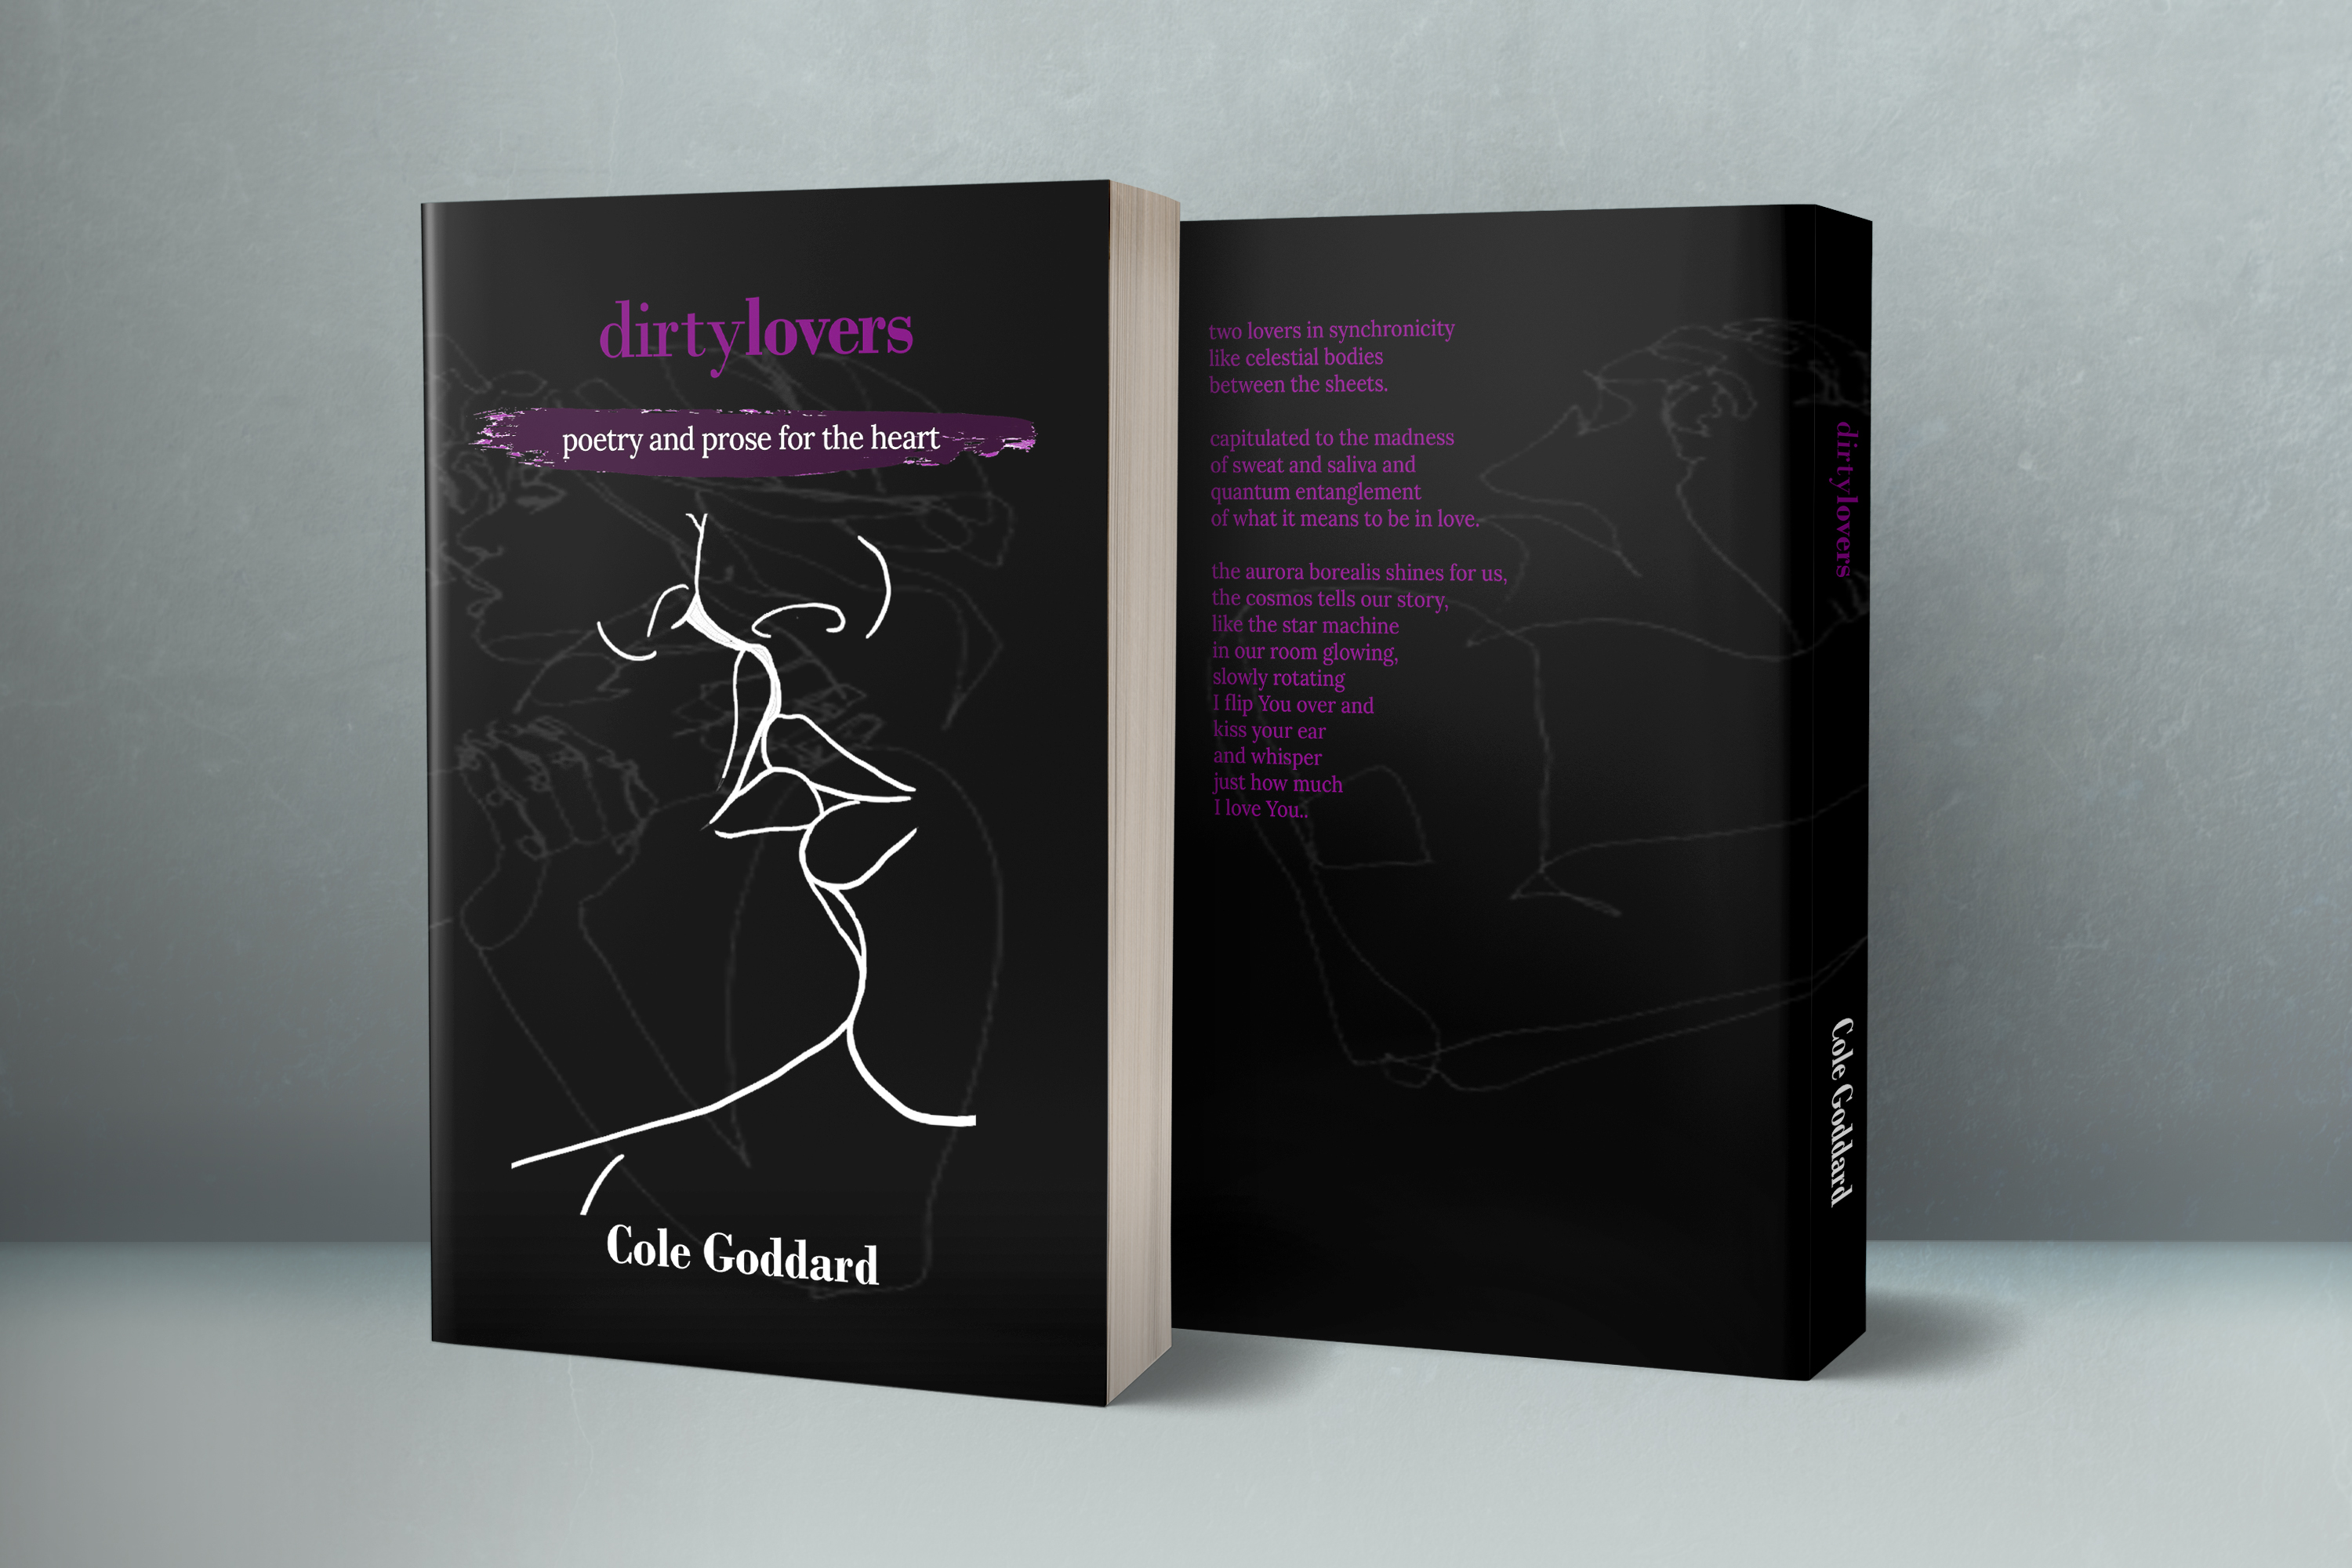 dirtylovers
poetry and prose for the heart
Cole Goddard
two lovers in synchronicity
like celestial bodies
between the sheets.
capitulated to the madness
of sweat and saliva and
quantum entanglement
of what it means to be in love.
the aurora borealis shines for us,
the cosmos tells our story,
like the star machine
in our room glowing,
slowly rotating
I flip You over and
kiss your ear
and whisper
just how much
I love You..
dirtylovers
Cole Goddard